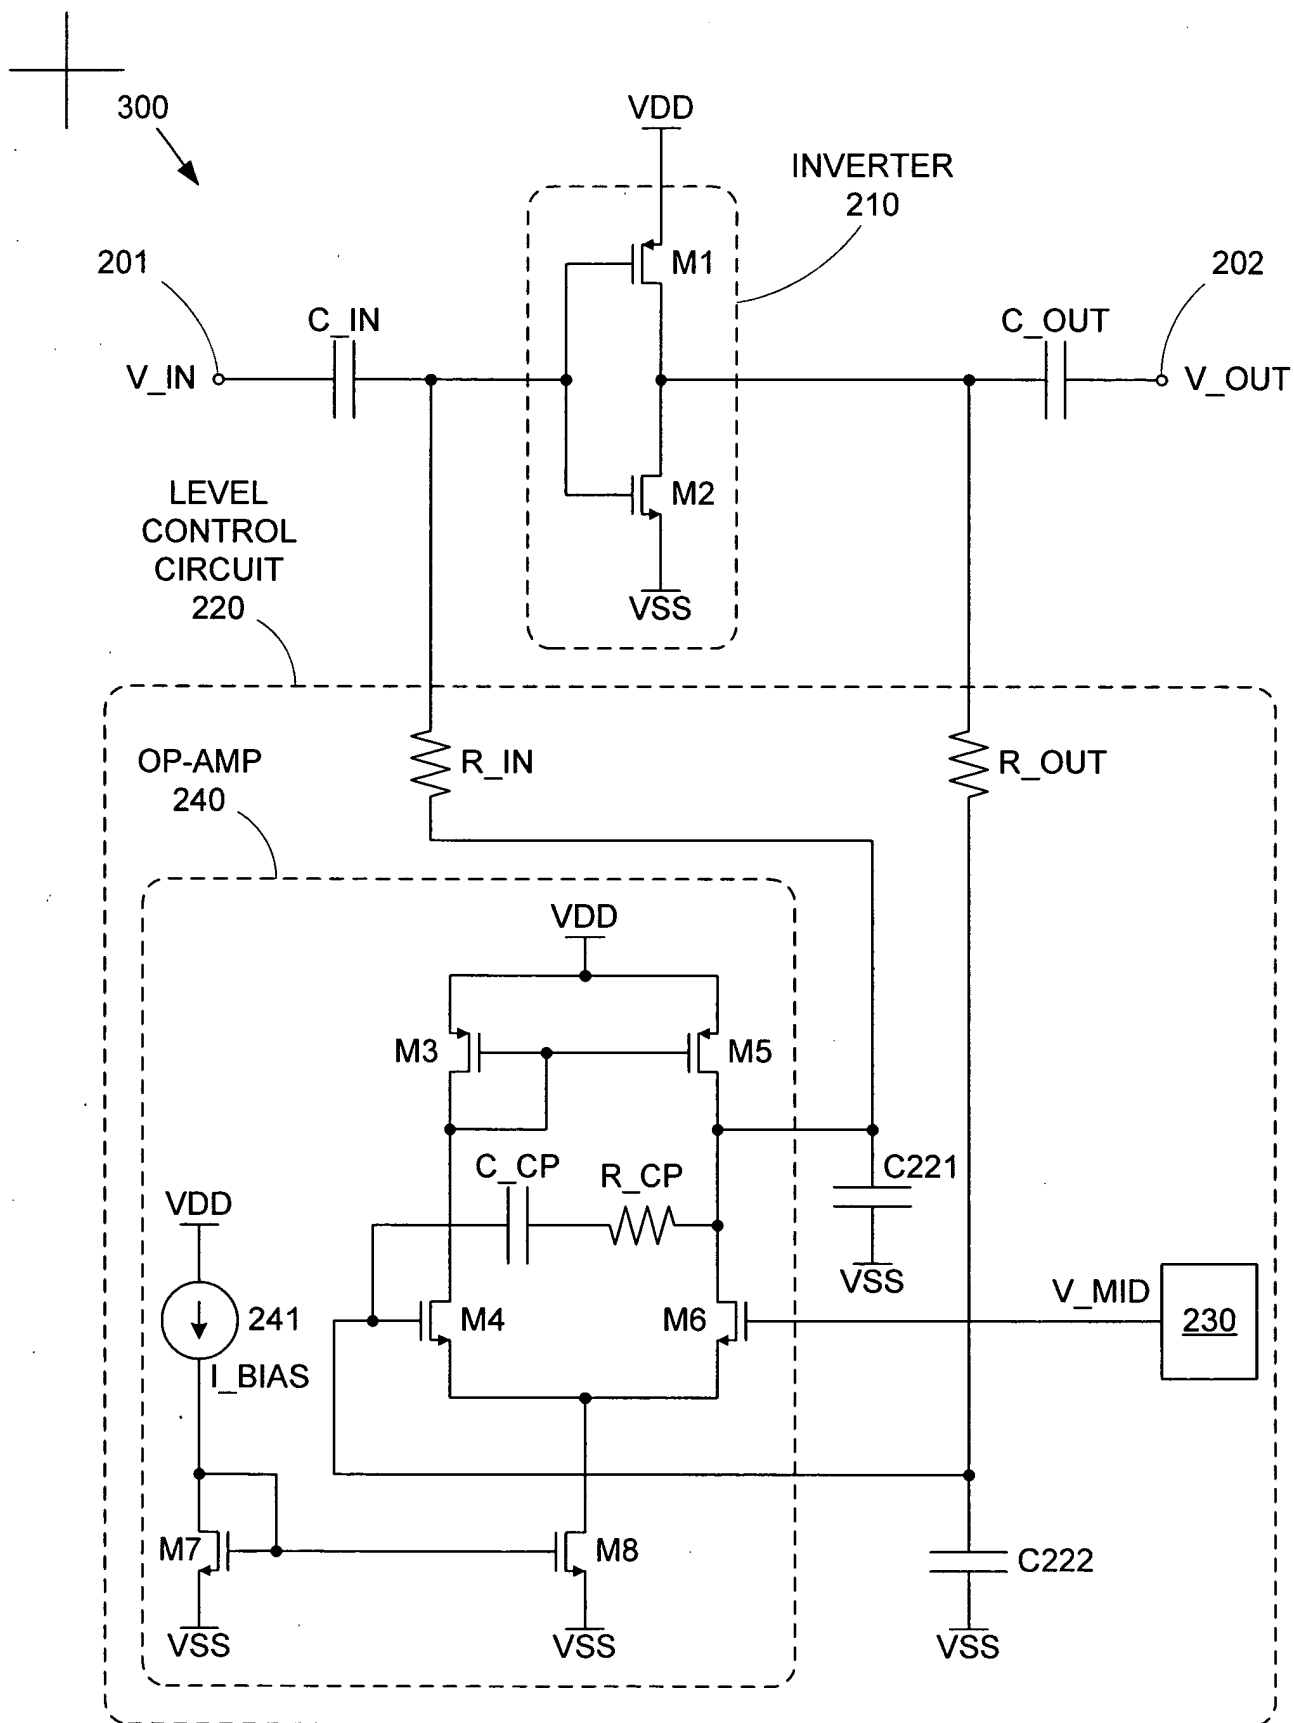 300
VDD
INVERTER
210
M1
201
202
C_IN
C_OUT
V_IN
V_OUT
M2
LEVEL
CONTROL
CIRCUIT
220
VSS
R_IN
R_OUT
OP-AMP
240
VDD
M3
M5
C_CP
R_CP
C221
VDD
VSS
V_MID
230
241
M4
M6
I_BIAS
M7
M8
C222
VSS
VSS
VSS